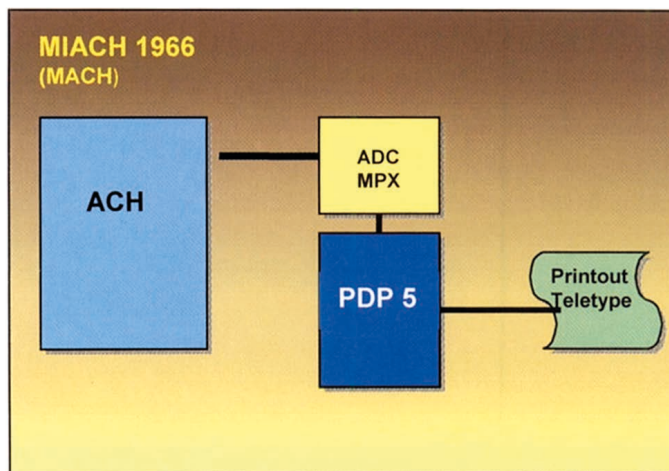 MIACH 1966
(MACH)
ACH
ADC
MPX
PDP 5
Printout
Teletype